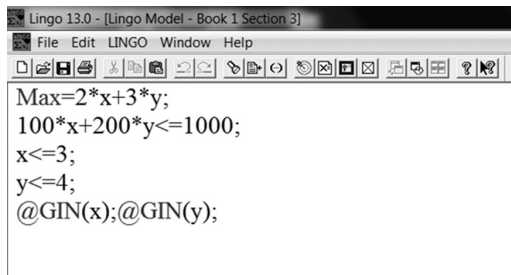 Lingo 13.0 - [Lingo Model - Book 1 Section 3]
File Edit LINGO Window Help
Max=2*x+3*y;
100*x+200*y<=1000;
x<=3;
y<=4;
@GIN(x);@GIN(y);